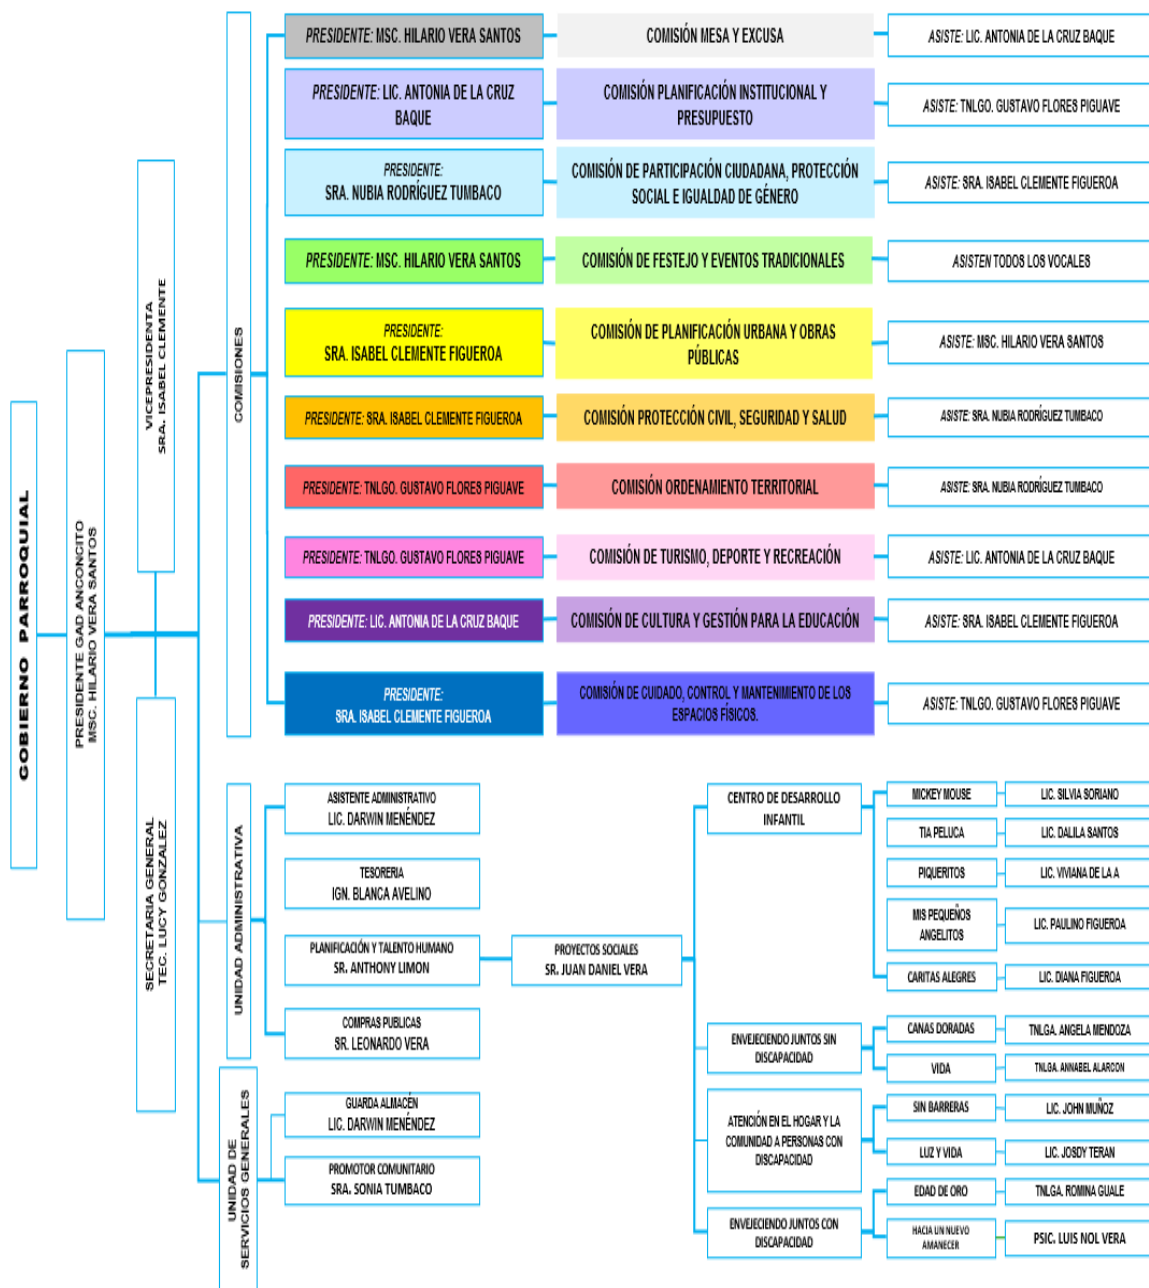 GOBIERNO PARROQUIAL
PRESIDENTE GAD ANCONCITO
MSC. HILARIO VERA SANTOS
VICEPRESIDENTA
SRA. ISABEL CLEMENTE
SECRETARIA GENERAL
TEC. LUCY GONZALEZ
COMISIONES
PRESIDENTE: MSC. HILARIO VERA SANTOS
COMISIÓN MESA Y EXCUSA
ASISTE: LIC. ANTONIA DE LA CRUZ BAQUE
PRESIDENTE: LIC. ANTONIA DE LA CRUZ
BAQUE
COMISIÓN PLANIFICACIÓN INSTITUCIONAL Y
PRESUPUESTO
ASISTE: TNLGO. GUSTAVO FLORES PIGUAVE
PRESIDENTE:
SRA. NUBIA RODRÍGUEZ TUMBACO
COMISIÓN DE PARTICIPACIÓN CIUDADANA, PROTECCIÓN
SOCIAL E IGUALDAD DE GÉNERO
ASISTE: SRA. ISABEL CLEMENTE FIGUEROA
PRESIDENTE: MSC. HILARIO VERA SANTOS
COMISIÓN DE FESTEJO Y EVENTOS TRADICIONALES
ASISTEN TODOS LOS VOCALES
PRESIDENTE:
SRA. ISABEL CLEMENTE FIGUEROA
COMISIÓN DE PLANIFICACIÓN URBANA Y OBRAS
PÚBLICAS
ASISTE: MSC. HILARIO VERA SANTOS
PRESIDENTE: SRA. ISABEL CLEMENTE FIGUEROA
COMISIÓN PROTECCIÓN CIVIL, SEGURIDAD Y SALUD
ASISTE: SRA. NUBIA RODRÍGUEZ TUMBACO
PRESIDENTE: TNLGO. GUSTAVO FLORES PIGUAVE
COMISIÓN ORDENAMIENTO TERRITORIAL
ASISTE: SRA. NUBIA RODRÍGUEZ TUMBACO
PRESIDENTE: TNLGO. GUSTAVO FLORES PIGUAVE
COMISIÓN DE TURISMO, DEPORTE Y RECREACIÓN
ASISTE: LIC. ANTONIA DE LA CRUZ BAQUE
PRESIDENTE: LIC. ANTONIA DE LA CRUZ BAQUE
COMISIÓN DE CULTURA Y GESTIÓN PARA LA EDUCACIÓN
ASISTE: SRA. ISABEL CLEMENTE FIGUEROA
PRESIDENTE:
SRA. ISABEL CLEMENTE FIGUEROA
COMISIÓN DE CUIDADO, CONTROL Y MANTENIMIENTO DE LOS
ESPACIOS FÍSICOS.
ASISTE: TNLGO. GUSTAVO FLORES PIGUAVE
UNIDAD ADMINISTRATIVA
ASISTENTE ADMINISTRATIVO
LIC. DARWIN MENÉNDEZ
TESORERIA
IGN. BLANCA AVELINO
PLANIFICACIÓN Y TALENTO HUMANO
SR. ANTHONY LIMON
COMPRAS PUBLICAS
SR. LEONARDO VERA
PROYECTOS SOCIALES
SR. JUAN DANIEL VERA
CENTRO DE DESARROLLO
INFANTIL
MICKEY MOUSE
LIC. SILVIA SORIANO
TIA PELUCA
LIC. DALILA SANTOS
PIQUERITOS
LIC. VIVIANA DE LA A
MIS PEQUEÑOS
ANGELITOS
LIC. PAULINO FIGUEROA
CARITAS ALEGRES
LIC. DIANA FIGUEROA
ENVEJECIENDO JUNTOS SIN
DISCAPACIDAD
CANAS DORADAS
TNLGA. ANGELA MENDOZA
VIDA
TNLGA. ANNABEL ALARCON
ATENCIÓN EN EL HOGAR Y LA
COMUNIDAD A PERSONAS CON
DISCAPACIDAD
SIN BARRERAS
LIC. JOHN MUÑOZ
LUZ Y VIDA
LIC. JOSDY TERAN
ENVEJECIENDO JUNTOS CON
DISCAPACIDAD
EDAD DE ORO
TNLGA. ROMINA GUALE
HACIA UN NUEVO
AMANECER
PSIC. LUIS NOL VERA
UNIDAD DE
SERVICIOS GENERALES
GUARDA ALMACÉN
LIC. DARWIN MENÉNDEZ
PROMOTOR COMUNITARIO
SRA. SONIA TUMBACO